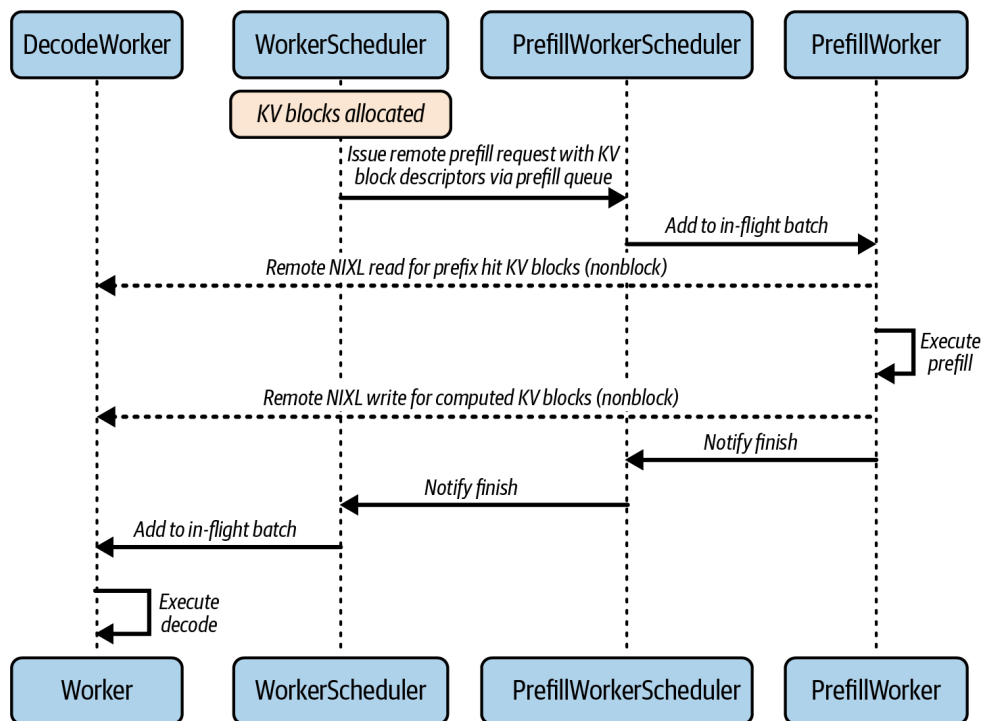 DecodeWorker
WorkerScheduler
PrefillWorkerScheduler
PrefillWorker
KV blocks allocated
Issue remote prefill request with KV
block descriptors via prefill queue
Add to in-flight batch
Remote NIXL read for prefix hit KV blocks (nonblock)
Execute
prefill
Remote NIXL write for computed KV blocks (nonblock)
Notify finish
Notify finish
Add to in-flight batch
Execute
decode
Worker
WorkerScheduler
PrefillWorkerScheduler
PrefillWorker